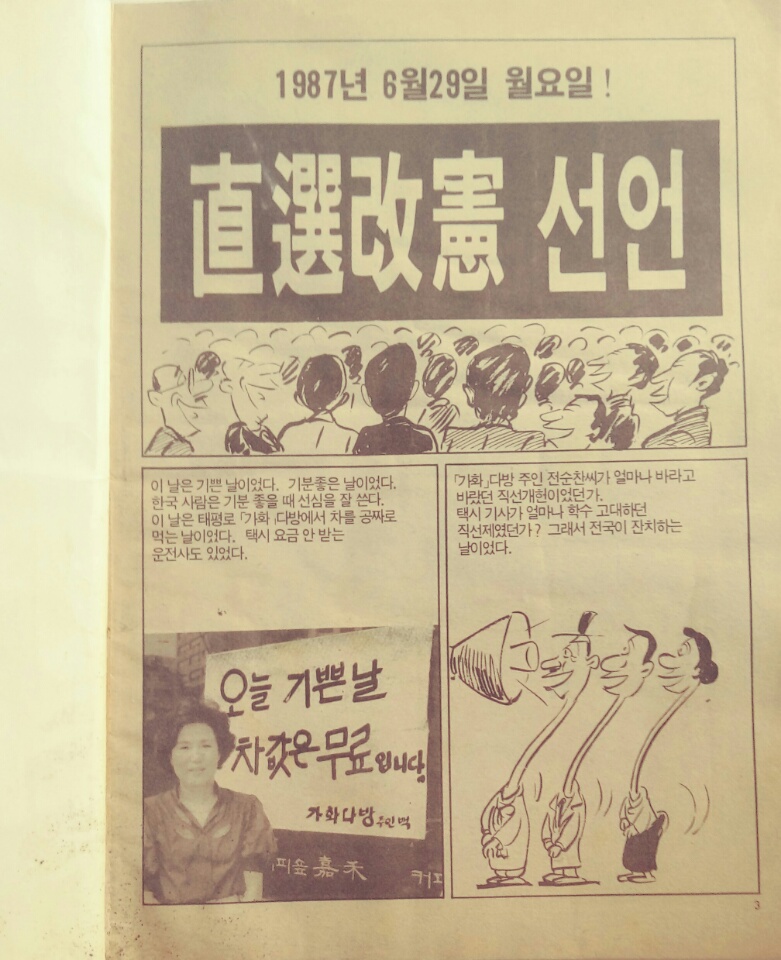 1987년 6월29일 월요일!
直選改憲 선언
이 날은 기쁜 날이었다. 기분좋은 날이었다.
한국 사람은 기분 좋을 때 선심을 잘 쓴다.
이 날은 태평로 「가화」다방에서 차를 공짜로
먹는 날이었다. 택시 요금 안 받는
운전사도 있었다.
오늘 기쁜날
차값은 무료입니다
가화다방 주인백
피숖 嘉禾
커피
「가화」다방 주인 전순찬씨가 얼마나 바라고
바랐던 직선개헌이었던가.
택시 기사가 얼마나 학수 고대하던
직선제였던가? 그래서 전국이 잔치하는
날이었다.
3